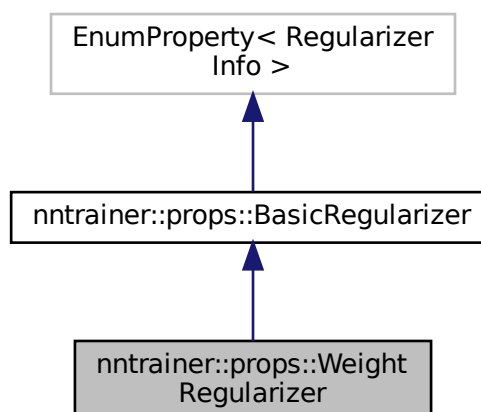 EnumProperty< Regularizer
Info >
nntrainer::props::BasicRegularizer
nntrainer::props::Weight
Regularizer